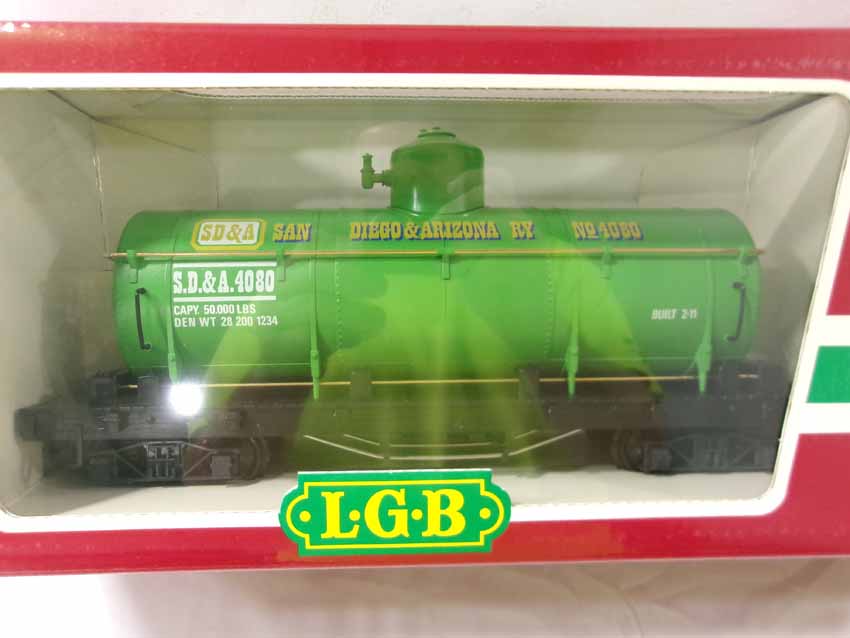 SD&A SAN DIEGO & ARIZONA RY No 4080
S.D.&A.4080
CAPY. 50.000 LBS
DEN WT 28 200 1234
BUILT 2-11
L·G·B